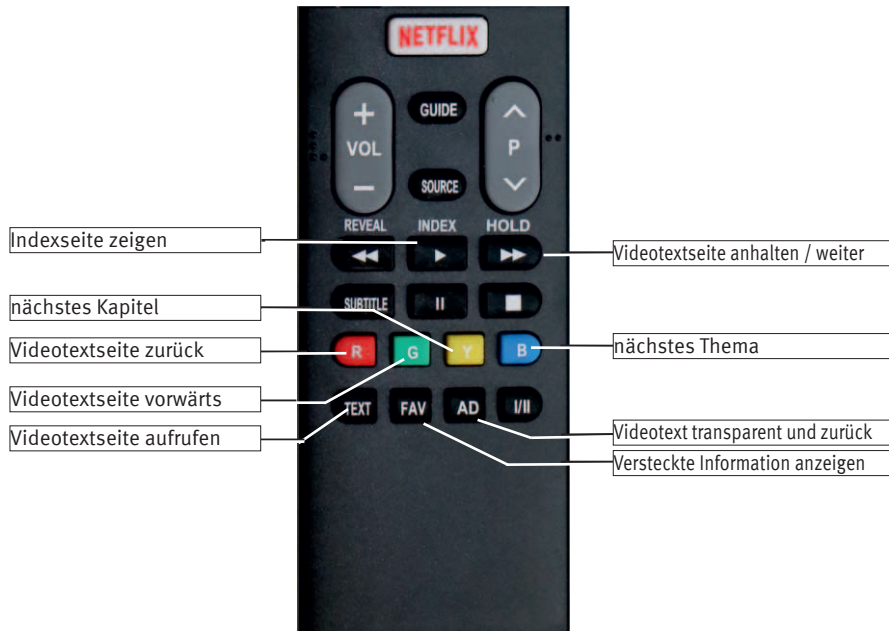 NETFLIX
+ GUIDE
VOL P
− SOURCE
REVEAL INDEX HOLD
Indexseite zeigen
Videotextseite anhalten / weiter
SUBTITLE
nächstes Kapitel
Videotextseite zurück
R G Y B
nächstes Thema
Videotextseite vorwärts
TEXT FAV AD I/II
Videotextseite aufrufen
Videotext transparent und zurück
Versteckte Information anzeigen